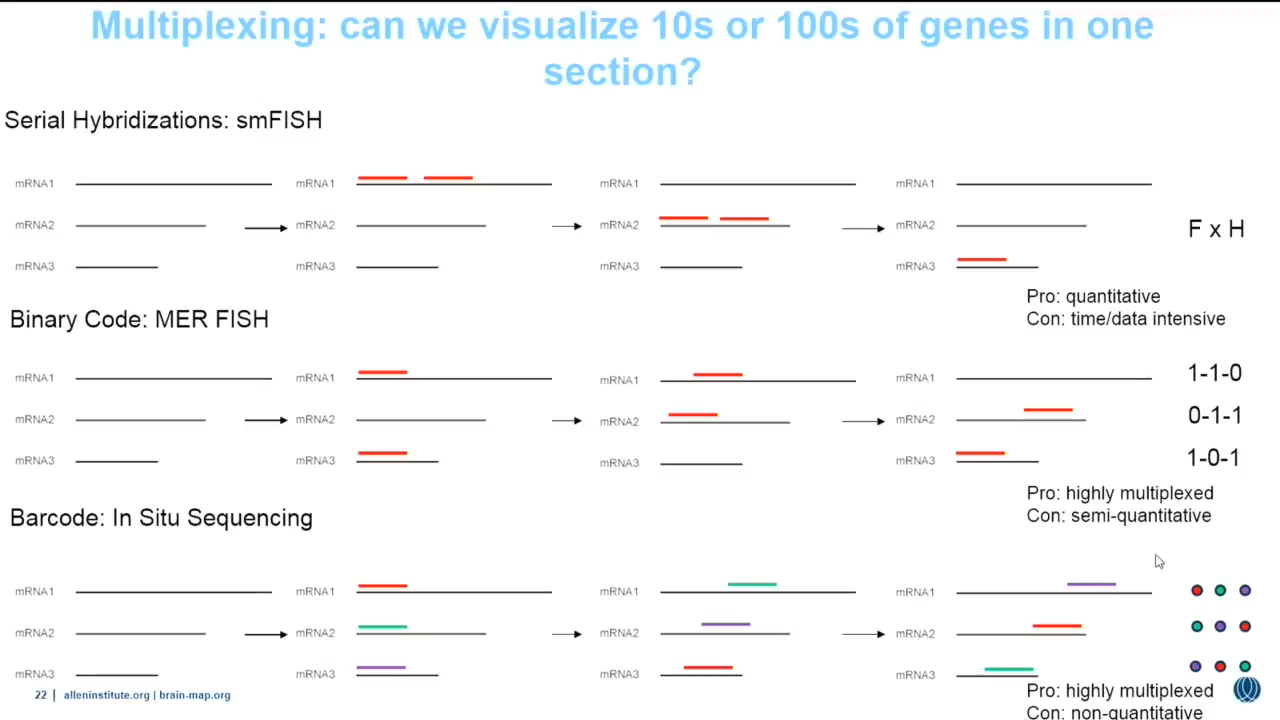 Multiplexing: can we visualize 10s or 100s of genes in one
section?
Serial Hybridizations: smFISH
mRNA1 mRNA1 mRNA1 mRNA1
mRNA2 mRNA2 mRNA2 mRNA2
F x H
mRNA3 mRNA3 mRNA3 mRNA3
Pro: quantitative
Con: time/data intensive
Binary Code: MER FISH
mRNA1 mRNA1 mRNA1 mRNA1 1-1-0
mRNA2 mRNA2 mRNA2 mRNA2 0-1-1
mRNA3 mRNA3 mRNA3 mRNA3 1-0-1
Pro: highly multiplexed
Con: semi-quantitative
Barcode: In Situ Sequencing
mRNA1 mRNA1 mRNA1 mRNA1
mRNA2 mRNA2 mRNA2 mRNA2
mRNA3 mRNA3 mRNA3 mRNA3
Pro: highly multiplexed
Con: non-quantitative
22 | alleninstitute.org | brain-map.org